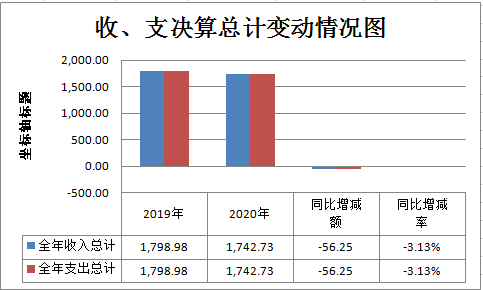 收、支决算总计变动情况图
坐标轴标题
2,000.00
1,500.00
1,000.00
500.00
0.00
-500.00
2019年 2020年 同比增减 同比增减
额 率
全年收入总计 1,798.98 1,742.73 -56.25 -3.13%
全年支出总计 1,798.98 1,742.73 -56.25 -3.13%